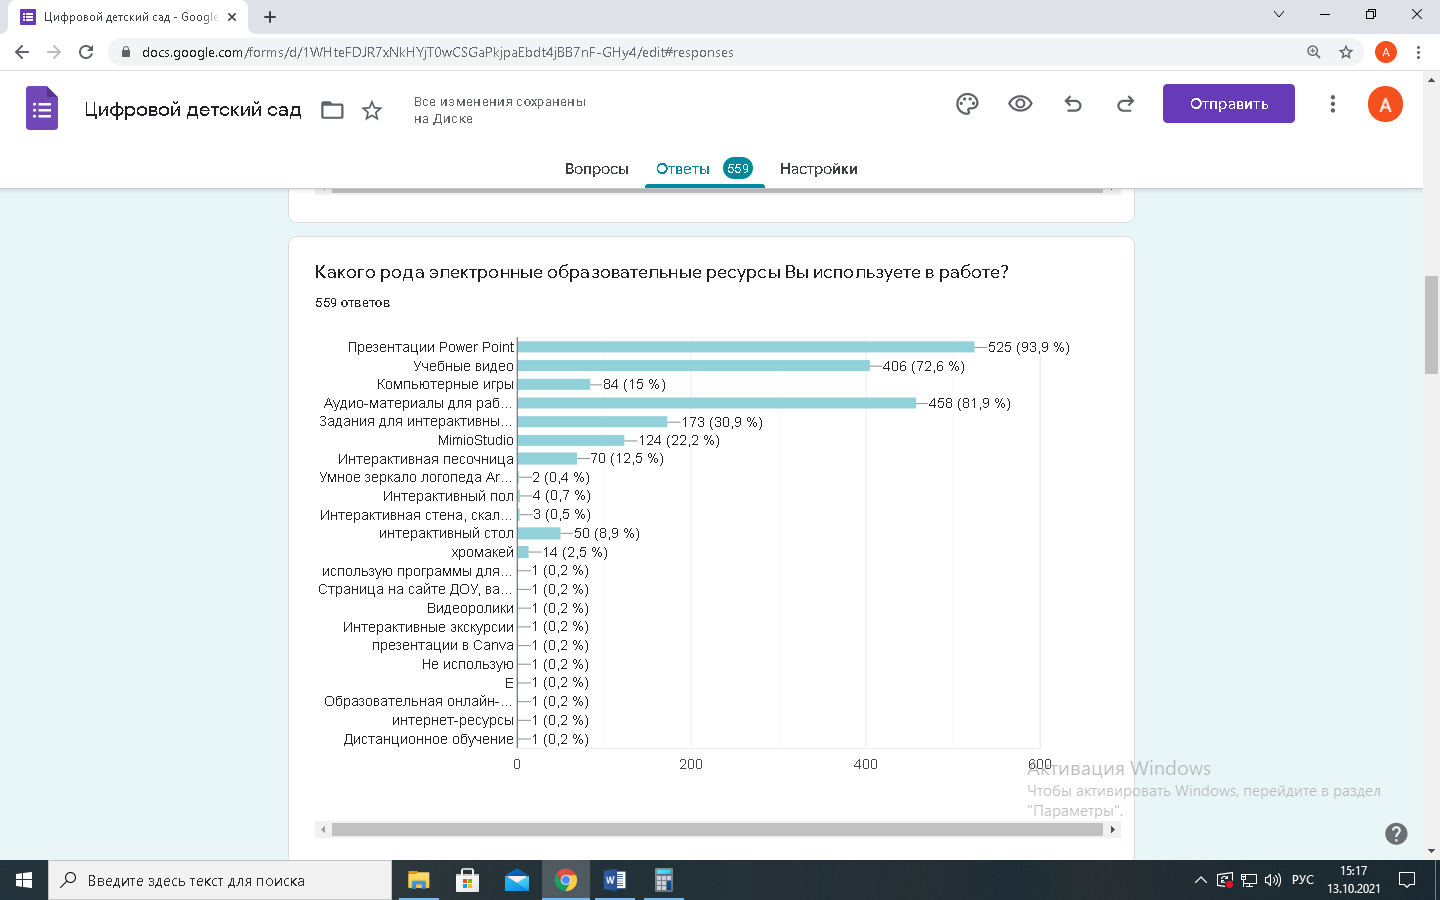 Цифровой детский сад - Google
docs.google.com/forms/d/1WHteFDJR7xNkHYjT0wCSGaPkjpaEbdt4jBB7nF-GHy4/edit#responses
A
Цифровой детский сад
Все изменения сохранены
на Диске
Отправить
A
Вопросы
Ответы 559
Настройки
Какого рода электронные образовательные ресурсы Вы используете в работе?
559 ответов
Презентации Power Point 525 (93,9 %)
Учебные видео 406 (72,6 %)
Компьютерные игры 84 (15 %)
Аудио-материалы для раб... 458 (81,9 %)
Задания для интерактивны... 173 (30,9 %)
MimioStudio 124 (22,2 %)
Интерактивная песочница 70 (12,5 %)
Умное зеркало логопеда Ar... 2 (0,4 %)
Интерактивный пол 4 (0,7 %)
Интерактивная стена, скал... 3 (0,5 %)
интерактивный стол 50 (8,9 %)
хромакей 14 (2,5 %)
использую программы для... 1 (0,2 %)
Страница на сайте ДОУ, ва... 1 (0,2 %)
Видеоролики 1 (0,2 %)
Интерактивные экскурсии 1 (0,2 %)
презентации в Canva 1 (0,2 %)
Не использую 1 (0,2 %)
Е 1 (0,2 %)
Образовательная онлайн-... 1 (0,2 %)
интернет-ресурсы 1 (0,2 %)
Дистанционное обучение 1 (0,2 %)
0 200 400 600
Активация Windows
Чтобы активировать Windows, перейдите в раздел
"Параметры".
Введите здесь текст для поиска
РУС
15:17
13.10.2021